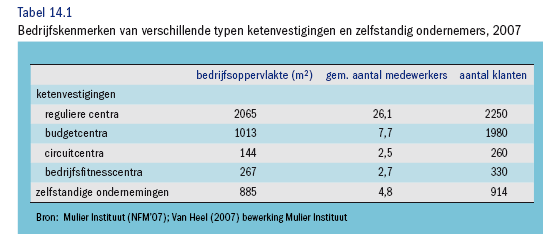 Tabel 14.1
Bedrijfskenmerken van verschillende typen ketenvestigingen en zelfstandig ondernemers, 2007
bedrijfsoppervlakte (m²) gem. aantal medewerkers aantal klanten
ketenvestigingen
reguliere centra 2065 26,1 2250
budgetcentra 1013 7,7 1980
circuitcentra 144 2,5 260
bedrijfsfitnesscentra 267 2,7 330
zelfstandige ondernemingen 885 4,8 914
Bron: Mulier Instituut (NFM'07); Van Heel (2007) bewerking Mulier Instituut